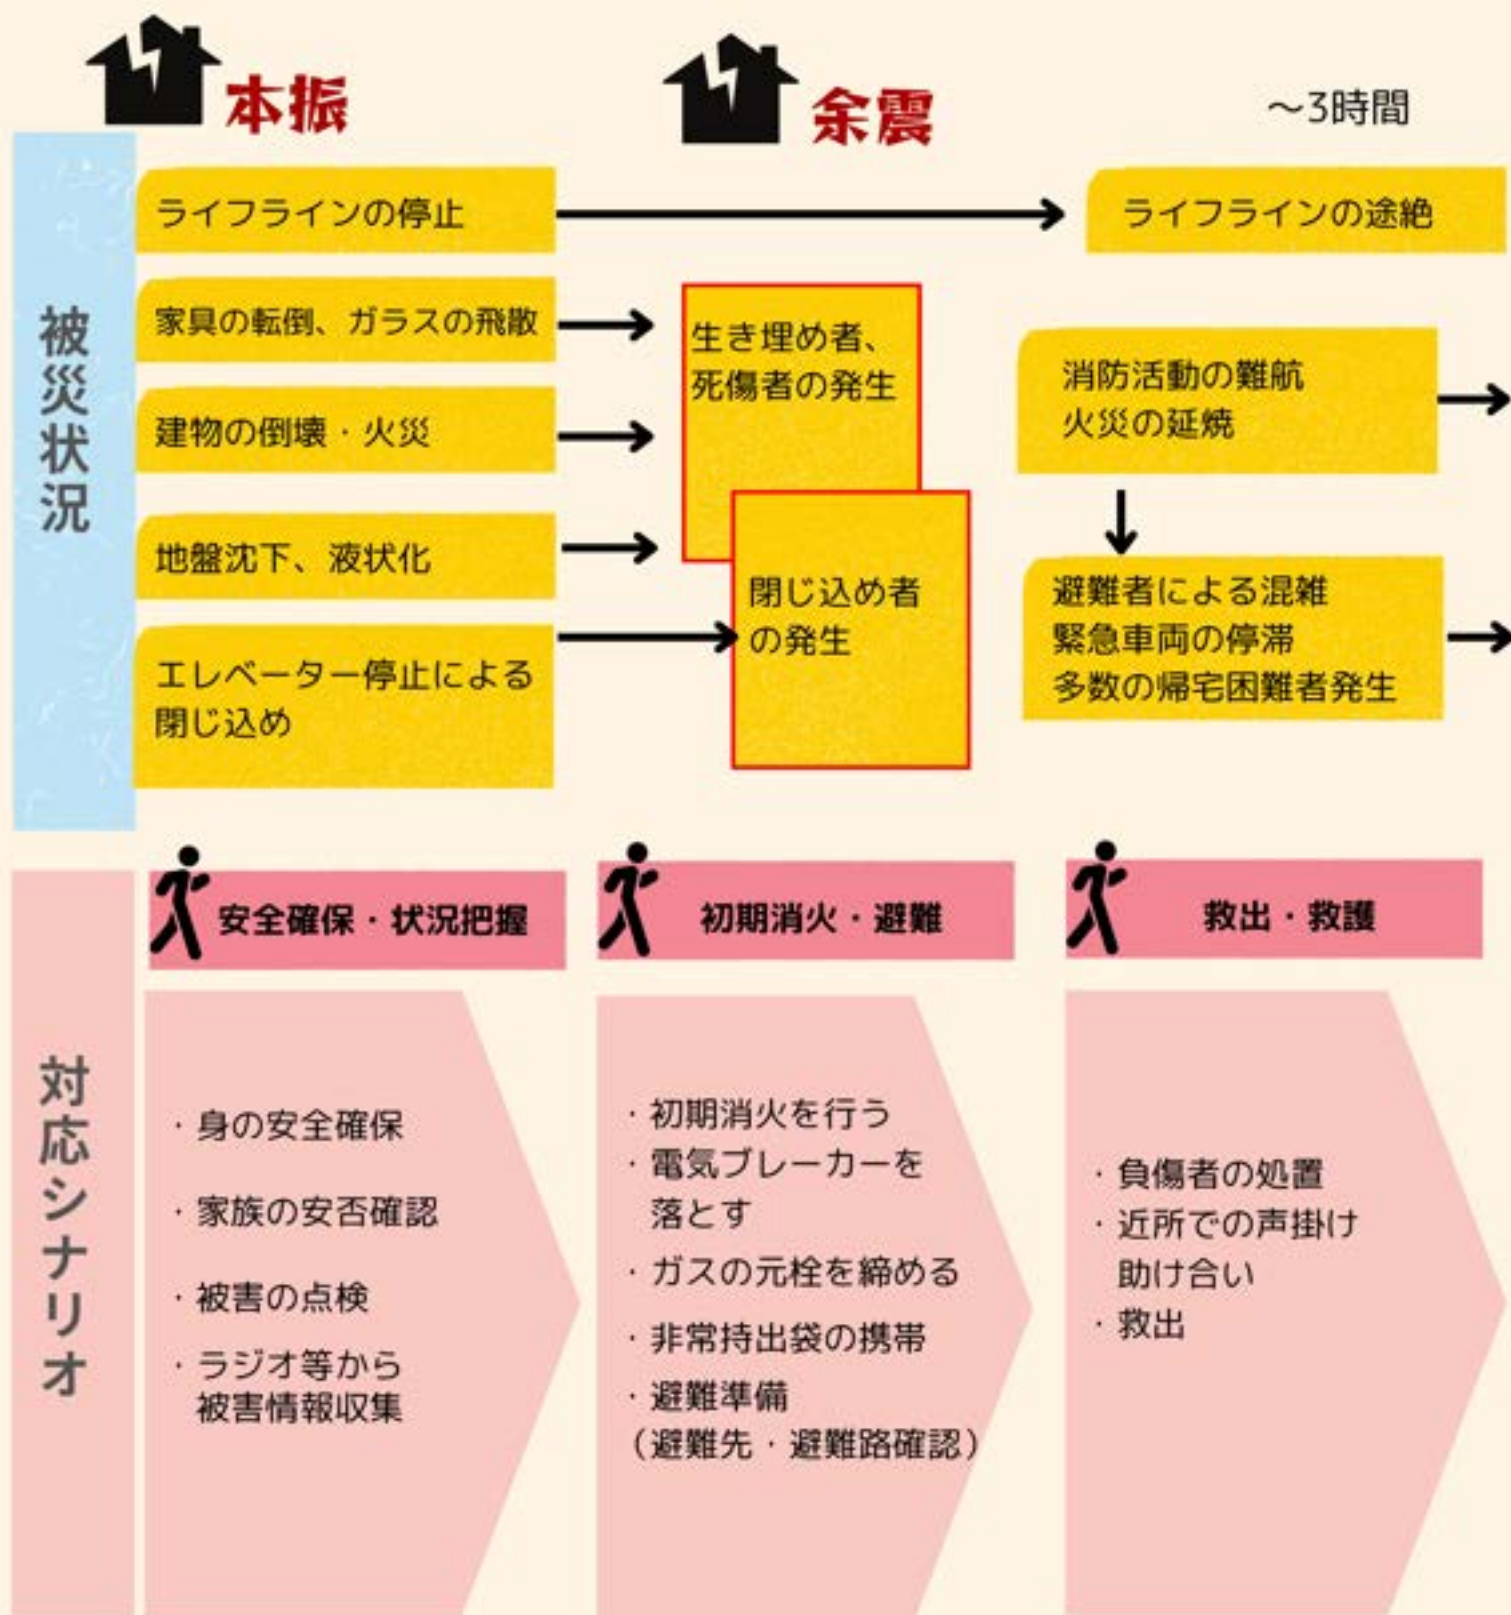 本振
余震
～3時間
被災状況
ライフラインの停止
ライフラインの途絶
家具の転倒、ガラスの飛散
建物の倒壊・火災
地盤沈下、液状化
エレベーター停止による
閉じ込め
生き埋め者、
死傷者の発生
閉じ込め者
の発生
消防活動の難航
火災の延焼
避難者による混雑
緊急車両の停滞
多数の帰宅困難者発生
対応シナリオ
安全確保・状況把握
・身の安全確保
・家族の安否確認
・被害の点検
・ラジオ等から
被害情報収集
初期消火・避難
・初期消火を行う
・電気ブレーカーを
落とす
・ガスの元栓を締める
・非常持出袋の携帯
・避難準備
（避難先・避難路確認）
救出・救護
・負傷者の処置
・近所での声掛け
助け合い
・救出